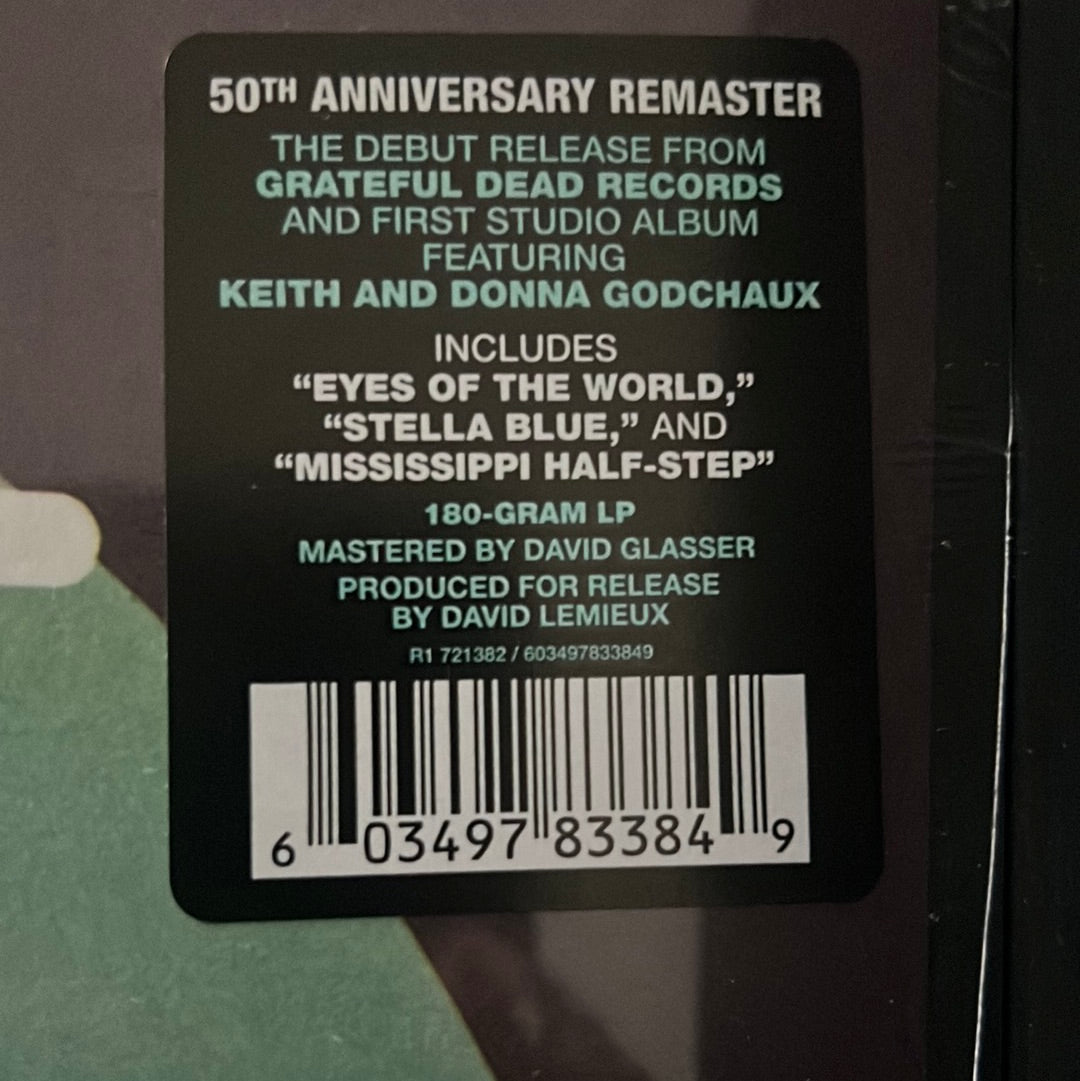 50TH ANNIVERSARY REMASTER
THE DEBUT RELEASE FROM
GRATEFUL DEAD RECORDS
AND FIRST STUDIO ALBUM
FEATURING
KEITH AND DONNA GODCHAUX
INCLUDES
“EYES OF THE WORLD,”
“STELLA BLUE,” AND
“MISSISSIPPI HALF-STEP”
180-GRAM LP
MASTERED BY DAVID GLASSER
PRODUCED FOR RELEASE
BY DAVID LEMIEUX
R1 721382 / 603497833849
6 03497 83384 9